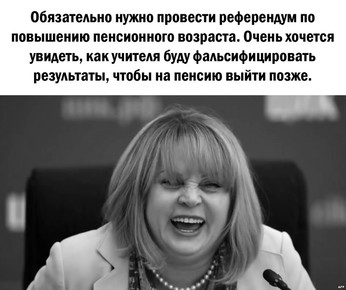 Обязательно нужно провести референдум по
повышению пенсионного возраста. Очень хочется
увидеть, как учителя буду фальсифицировать
результаты, чтобы на пенсию выйти позже.